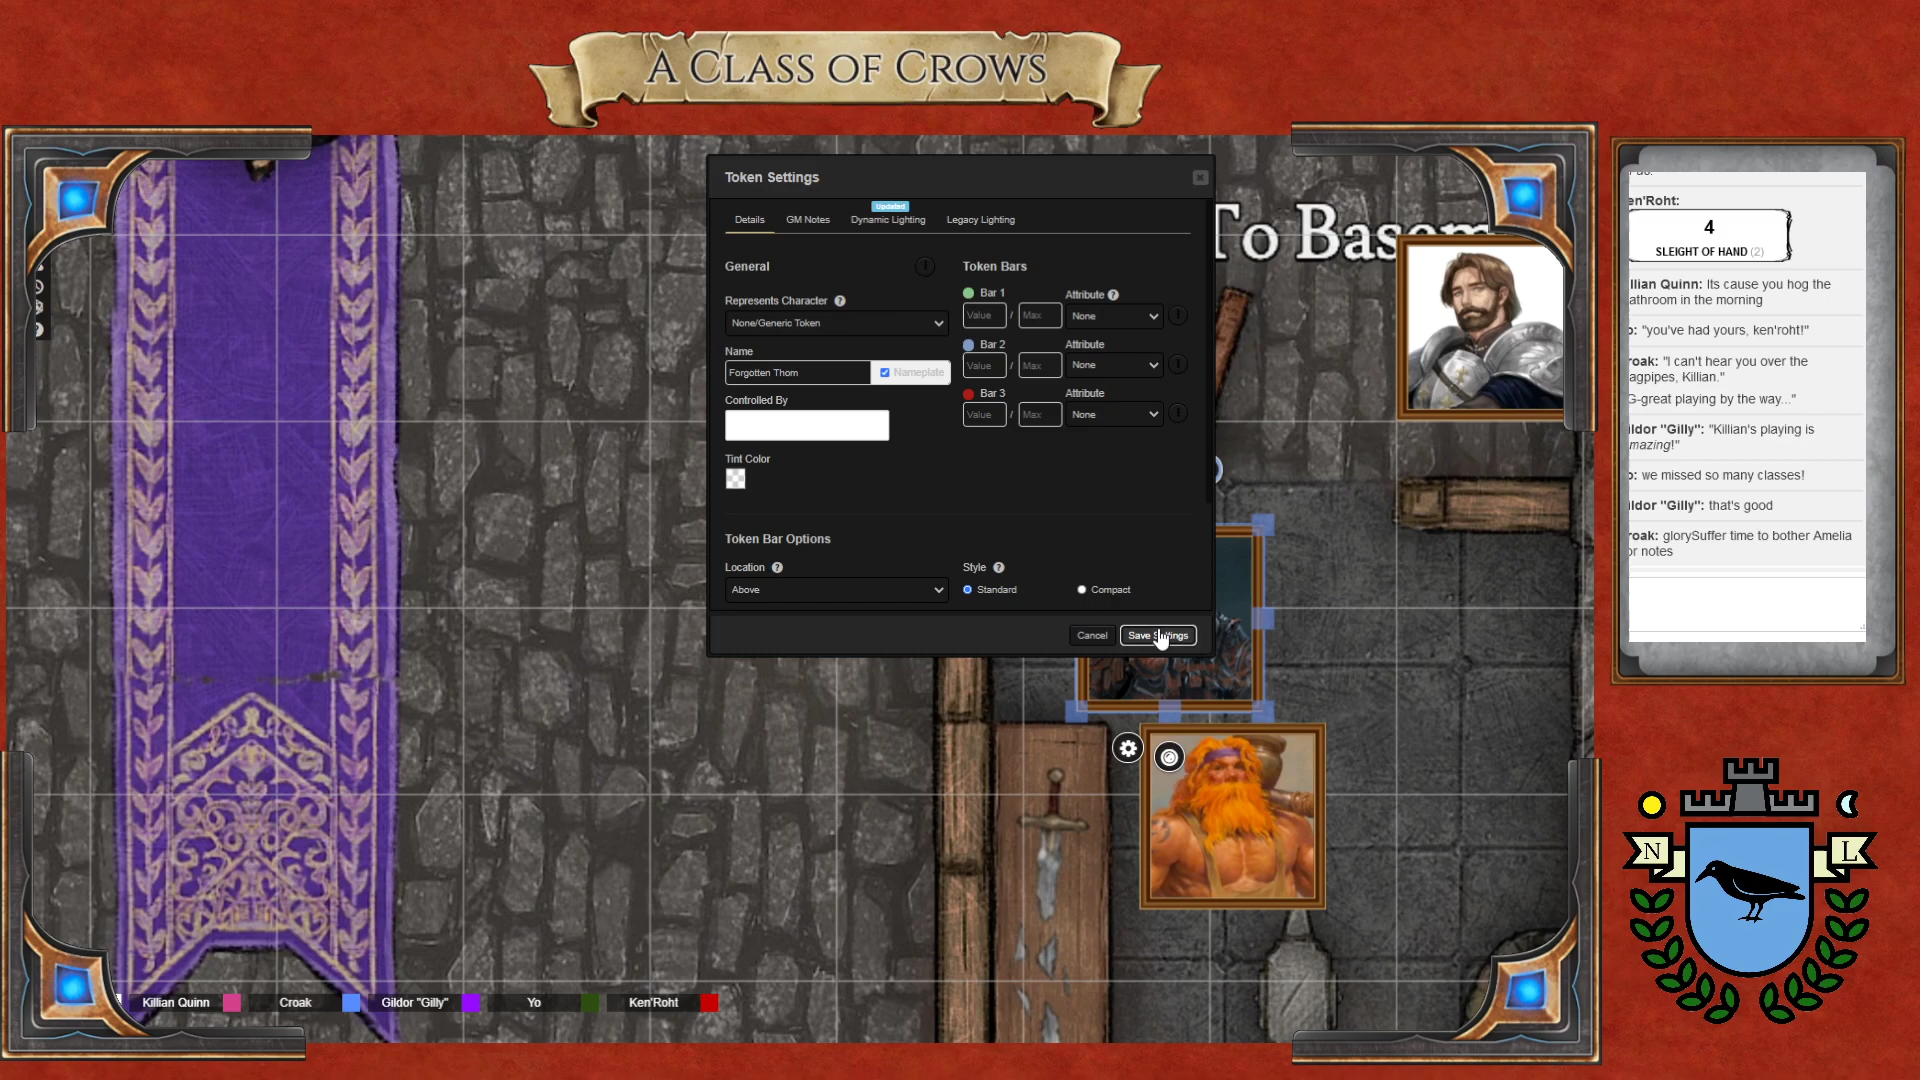 A CLASS OF CROWS
To Basem
Token Settings
Updated
Details GM Notes Dynamic Lighting Legacy Lighting
General
Represents Character
None/Generic Token
Name
Forgotten Thom
Nameplate
Controlled By
Tint Color
Token Bars
Bar 1 Attribute
Value / Max None
Bar 2 Attribute
Value / Max None
Bar 3 Attribute
Value / Max None
Token Bar Options
Location Style
Above Standard Compact
Cancel Save Settings
en'Roht:
4
SLEIGHT OF HAND (2)
llian Quinn: Its cause you hog the
athroom in the morning
o: "you've had yours, ken'roht!"
roak: "I can't hear you over the
agpipes, Killian."
G-great playing by the way..."
ildor "Gilly": "Killian's playing is
mazing!"
o: we missed so many classes!
ildor "Gilly": that's good
roak: glorySuffer time to bother Amelia
or notes
N L
Killian Quinn Croak Gildor "Gilly" Yo Ken'Roht